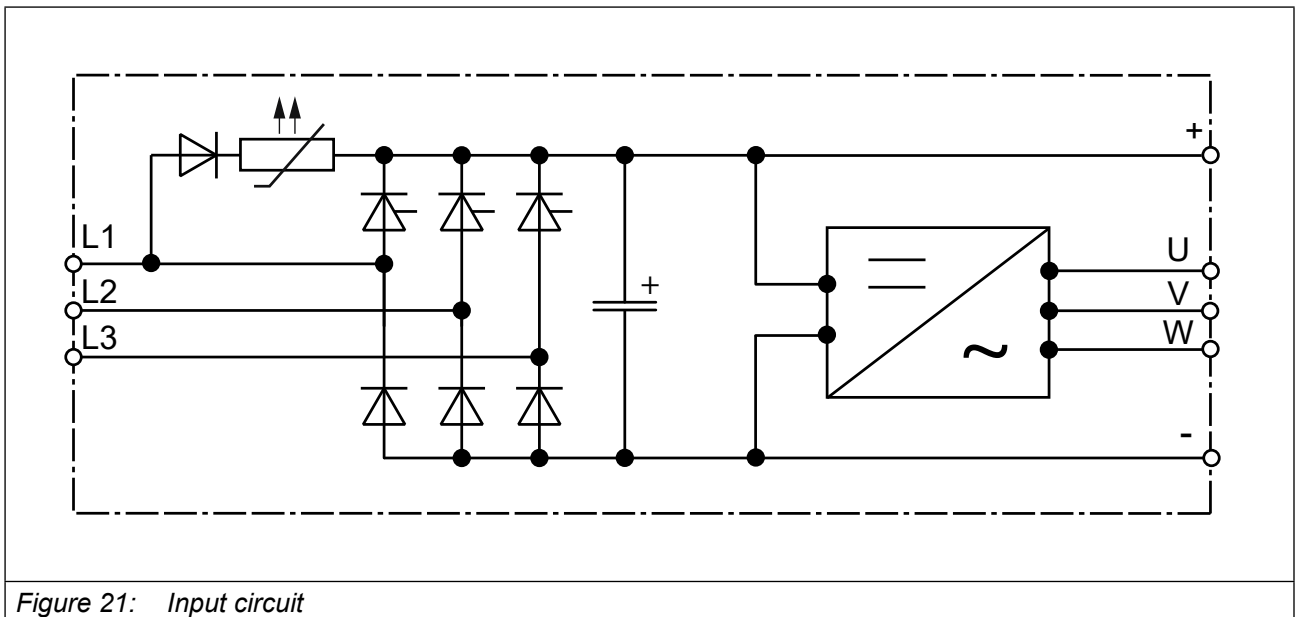 +
L1
L2
L3
+
U
V
W
~
-
Figure 21: Input circuit